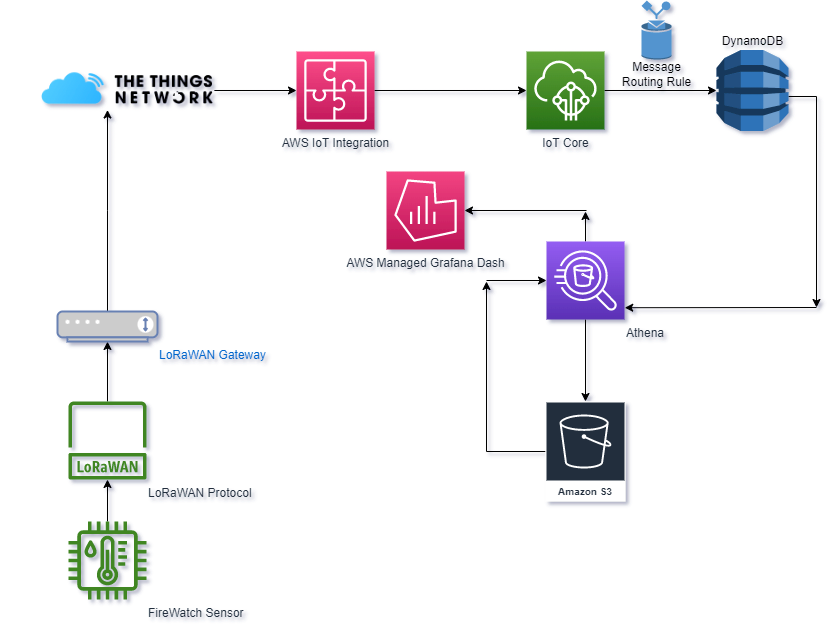 DynamoDB
THE THINGS
NETWORK
Message
Routing Rule
AWS IoT Integration
IoT Core
AWS Managed Grafana Dash
Athena
LoRaWAN Gateway
LoRaWAN
LoRaWAN Protocol
Amazon S3
FireWatch Sensor